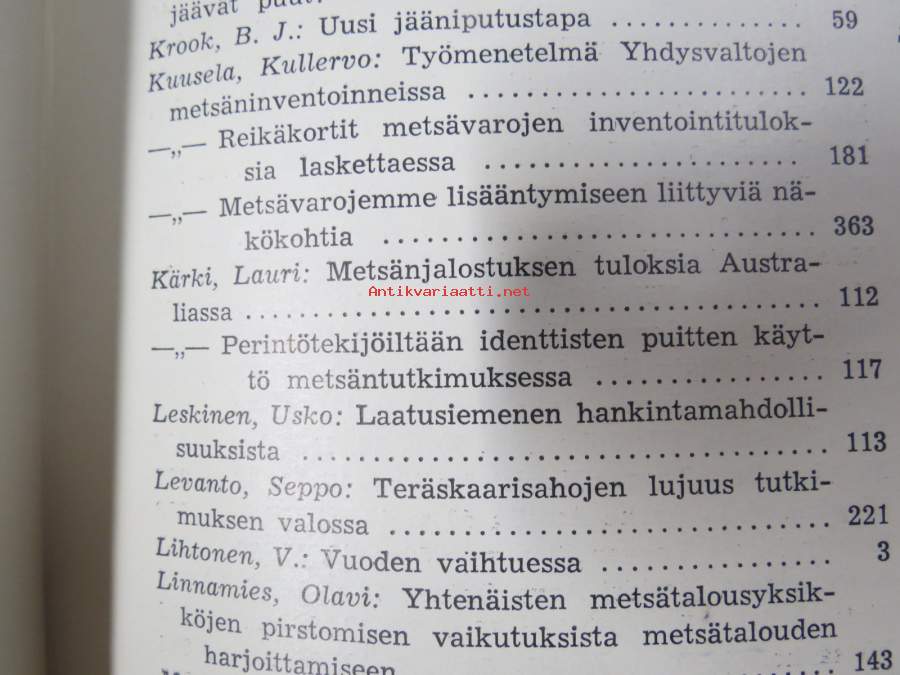 jäävät
Krook, B. J.: Uusi jääniputustapa ............. 59
Kuusela, Kullervo: Työmenetelmä Yhdysvaltojen
metsäninventoinneissa ......................... 122
—„— Reikäkortit metsävarojen inventointitulok-
sia laskettaessa ....................... 181
—„— Metsävarojemme lisääntymiseen liittyviä nä-
kökohtia ................................ 363
Kärki, Lauri: Metsänjalostuksen tuloksia Austra-
Antikvariaatti.net
liassa .......................................... 112
—„— Perintötekijöiltään identtisten puitten käyt-
tö metsäntutkimuksessa ................. 117
Leskinen, Usko: Laatusiemenen hankintamahdolli-
suuksista ...................................... 113
Levanto, Seppo: Teräskaarisahojen lujuus tutki-
muksen valossa ................................ 221
Lihtonen, V.: Vuoden vaihtuessa ................. 3
Linnamies, Olavi: Yhtenäisten metsätalousyksik-
köjen pirstomisen vaikutuksista metsätalouden
harjoittamiseen ................................ 143